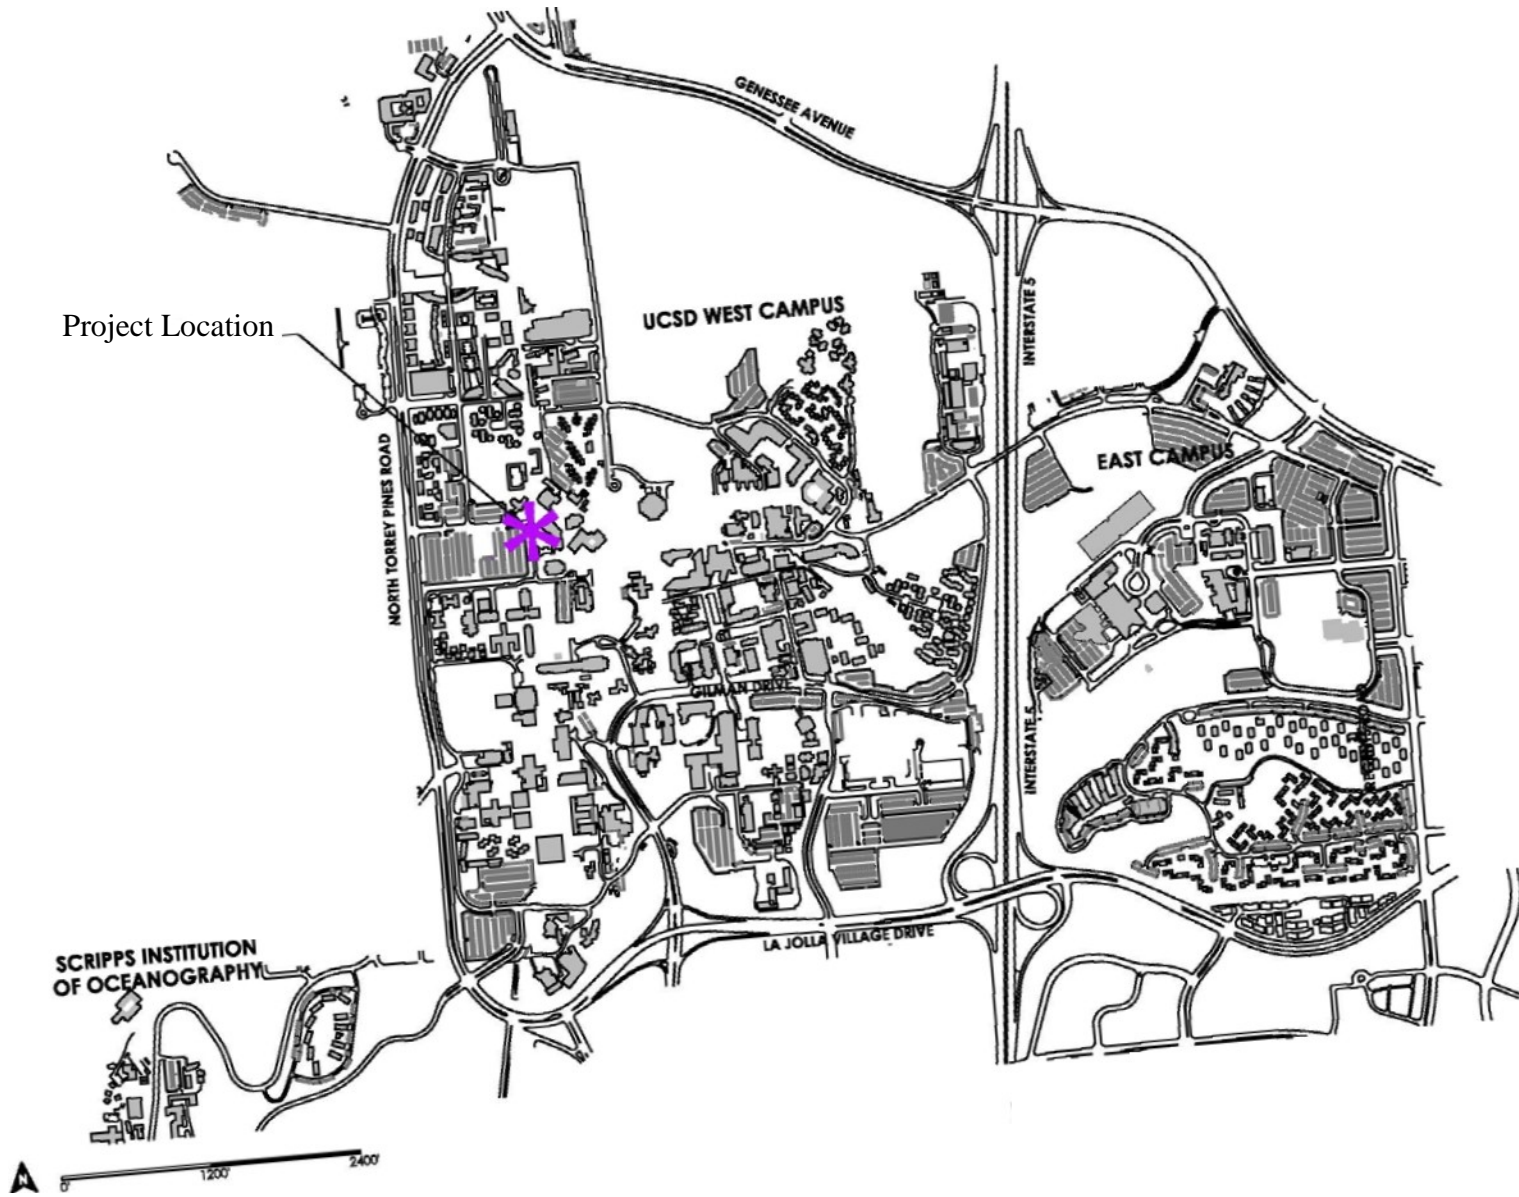 GENESSEE AVENUE
UCSD WEST CAMPUS
Project Location
INTERSTATE 5
NORTH TORREY PINES ROAD
EAST CAMPUS
GILMAN DRIVE
INTERSTATE 5
LA JOLLA VILLAGE DRIVE
SCRIPPS INSTITUTION
OF OCEANOGRAPHY
N
0'
1200'
2400'